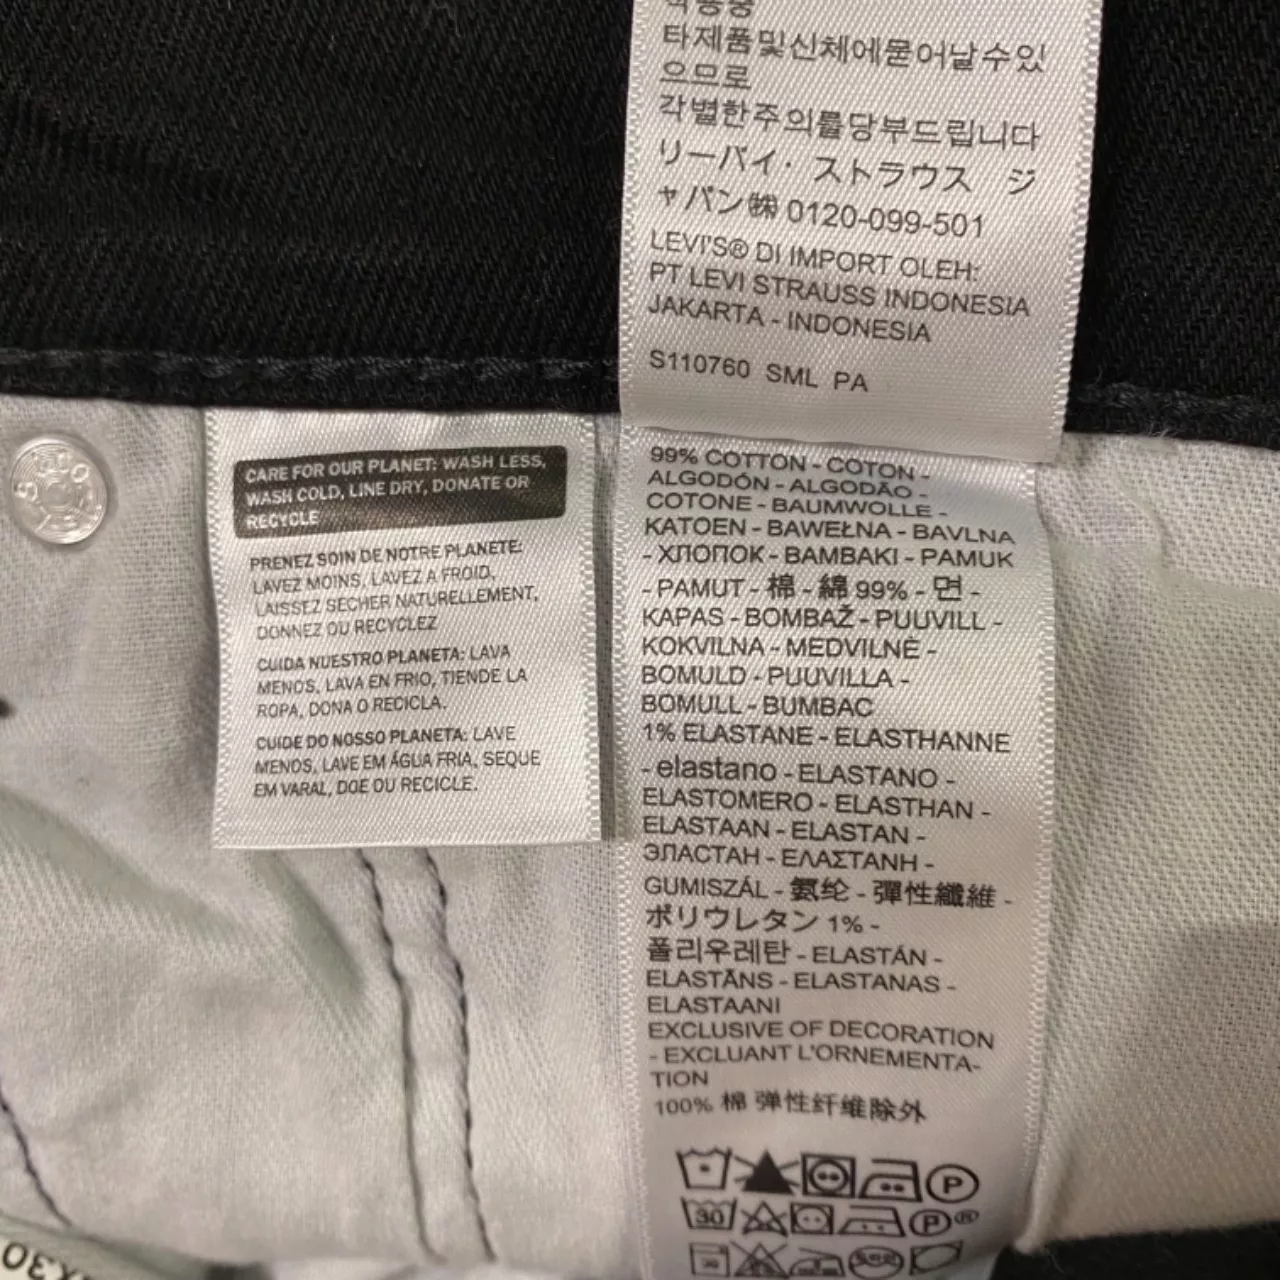 타제품및신체에묻어날수있
으므로
각별한주의를당부드립니다
リーバイ・ストラウス ジ
ャパン㈱ 0120-099-501
LEVI'S® DI IMPORT OLEH:
PT LEVI STRAUSS INDONESIA
JAKARTA - INDONESIA
S110760 SML PA
CARE FOR OUR PLANET: WASH LESS,
WASH COLD, LINE DRY, DONATE OR
RECYCLE
PRENEZ SOIN DE NOTRE PLANETE:
LAVEZ MOINS, LAVEZ A FROID,
LAISSEZ SECHER NATURELLEMENT,
DONNEZ OU RECYCLEZ
CUIDA NUESTRO PLANETA: LAVA
MENOS, LAVA EN FRIO, TIENDE LA
ROPA, DONA O RECICLA.
CUIDE DO NOSSO PLANETA: LAVE
MENOS, LAVE EM ÁGUA FRIA, SEQUE
EM VARAL, DOE OU RECICLE.
99% COTTON - COTON -
ALGODÓN - ALGODÃO -
COTONE - BAUMWOLLE -
KATOEN - BAWEŁNA - BAVLNA
- ХЛОПОК - BAMBAKI - PAMUK
- PAMUT - 棉 - 綿 99% - 면 -
KAPAS - BOMBAŽ - PUUVILL -
KOKVILNA - MEDVILNĖ -
BOMULD - PUUVILLA -
BOMULL - BUMBAC
1% ELASTANE - ELASTHANNE
- elastano - ELASTANO -
ELASTOMERO - ELASTHAN -
ELASTAAN - ELASTAN -
ЭЛАСТАН - ΕΛΑΣΤΑΝΗ -
GUMISZÁL - 氨纶 - 彈性纖維 -
ポリウレタン 1% -
폴리우레탄 - ELASTÁN -
ELASTĀNS - ELASTANAS -
ELASTAANI
EXCLUSIVE OF DECORATION
- EXCLUANT L'ORNEMENTA-
TION
100% 棉 弹性纤维除外
P
30 P ®